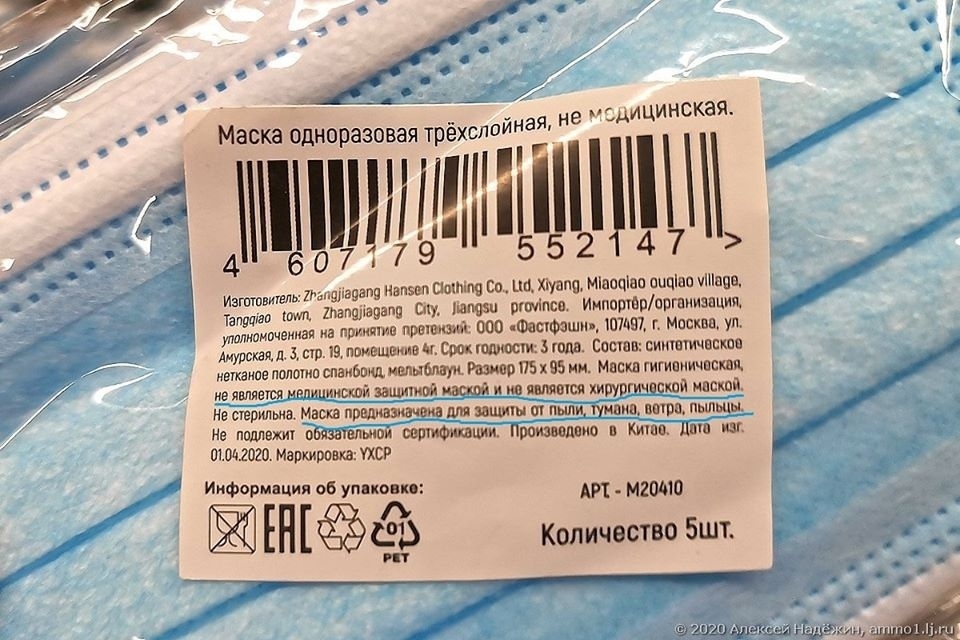 Маска одноразовая трёхслойная, не медицинская.
4 607179 552147 >
Изготовитель: Zhangjiagang Hansen Clothing Co., Ltd, Xiyang, Miaoqiao ouqiao village,
Tangqiao town, Zhangjiagang City, Jiangsu province. Импортёр/организация,
уполномоченная на принятие претензий: ООО «Фастфэшн», 107497, г. Москва, ул.
Амурская, д. 3, стр. 19, помещение 4г. Срок годности: 3 года. Состав: синтетическое
нетканое полотно спанбонд, мельтблаун. Размер 175 x 95 мм. Маска гигиеническая,
не является медицинской защитной маской и не является хирургической маской.
Не стерильна. Маска предназначена для защиты от пыли, тумана, ветра, пыльцы.
Не подлежит обязательной сертификации. Произведено в Китае. Дата изг.
01.04.2020. Маркировка: YXCP
Информация об упаковке:
АРТ. - M20410
EAC
01
PET
Количество 5шт.
© 2020 Алексей Надёжин, ammo1.lj.ru